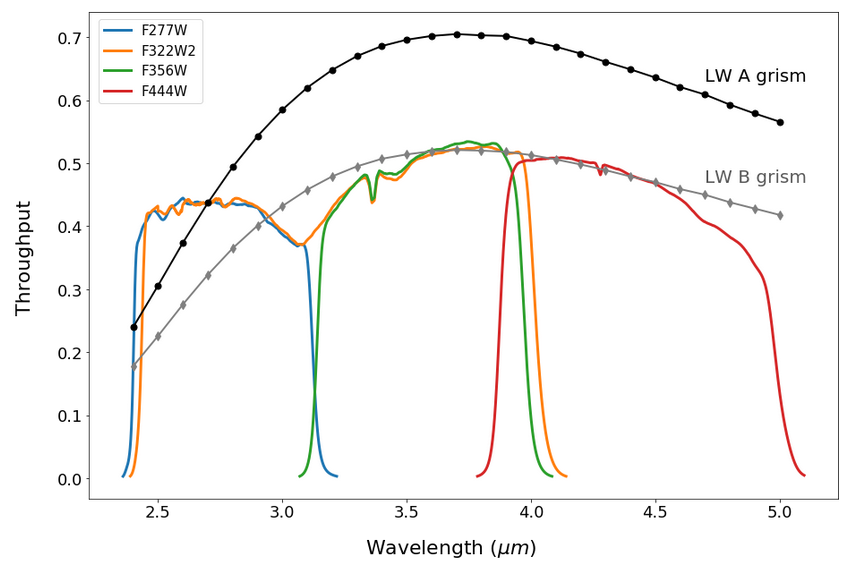 F277W
F322W2
F356W
F444W
LW A grism
LW B grism
0.7
0.6
0.5
0.4
0.3
0.2
0.1
0.0
Throughput
2.5 3.0 3.5 4.0 4.5 5.0
Wavelength (μm)